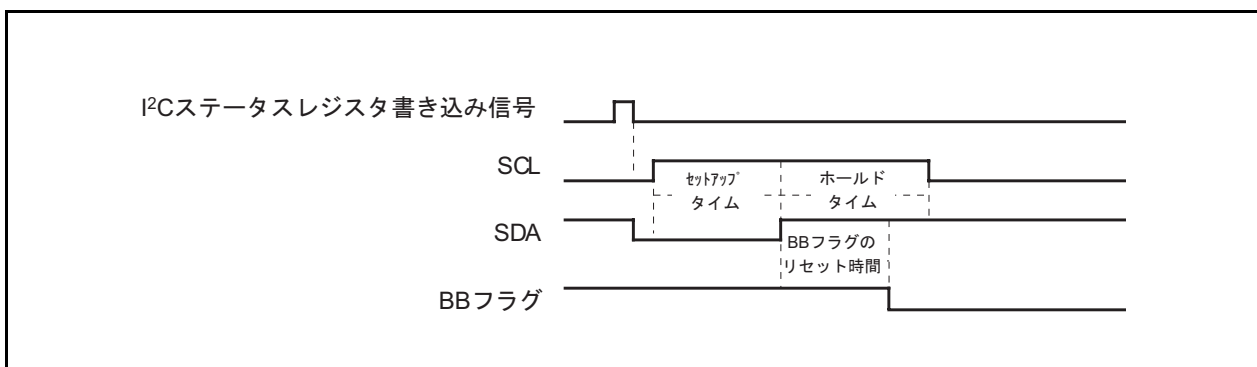 I²Cステータスレジスタ書き込み信号
SCL
セットアップ
タイム
ホールド
タイム
SDA
BBフラグの
リセット時間
BBフラグ